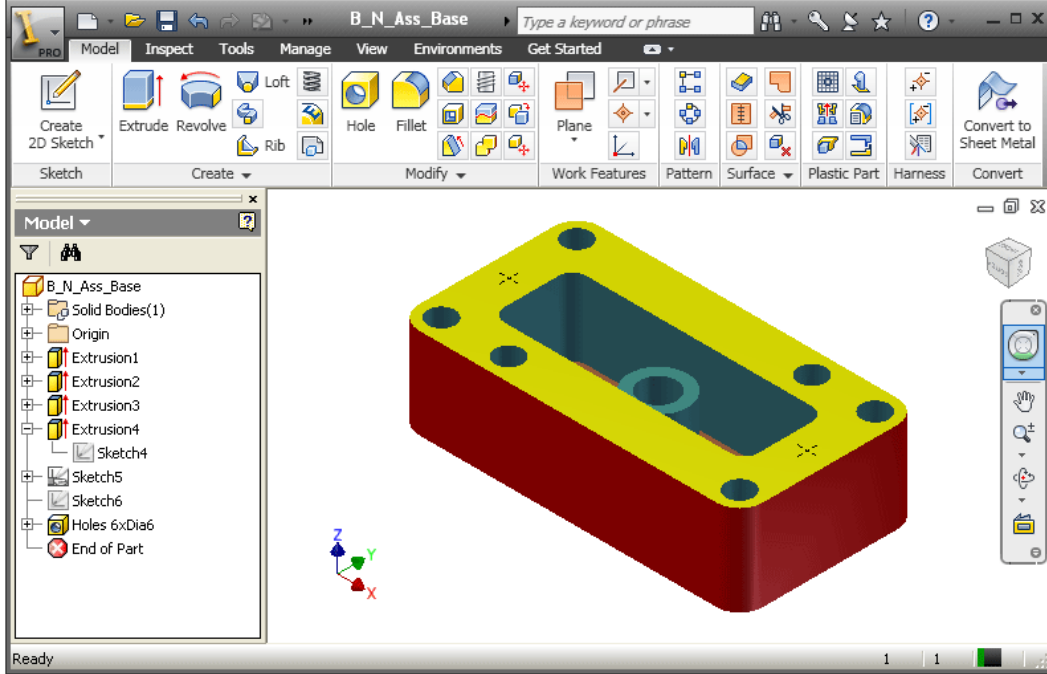 B_N_Ass_Base
Type a keyword or phrase
PRO
Model Inspect Tools Manage View Environments Get Started
Create
2D Sketch
Extrude Revolve
Loft
Rib
Hole Fillet
Plane
Convert to
Sheet Metal
Sketch Create Modify Work Features Pattern Surface Plastic Part Harness Convert
Model
B_N_Ass_Base
Solid Bodies(1)
Origin
Extrusion1
Extrusion2
Extrusion3
Extrusion4
Sketch4
Sketch5
Sketch6
Holes 6xDia6
End of Part
Z
Y
X
Ready 1 1